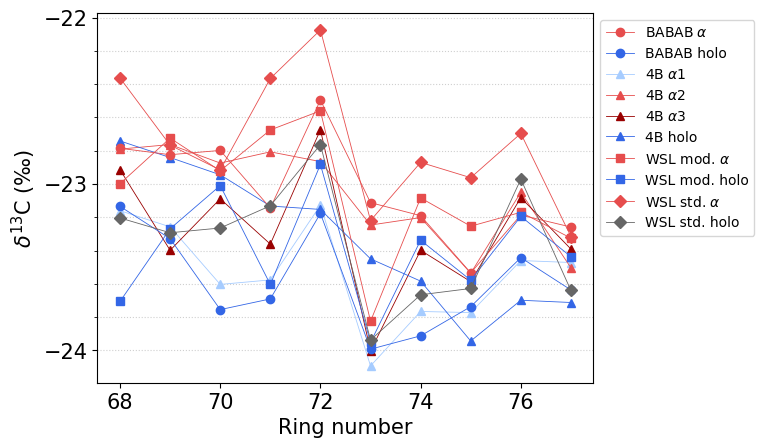 −22
−23
−24
δ¹³C (‰)
68
70
72
74
76
Ring number
BABAB α
BABAB holo
4B α1
4B α2
4B α3
4B holo
WSL mod. α
WSL mod. holo
WSL std. α
WSL std. holo